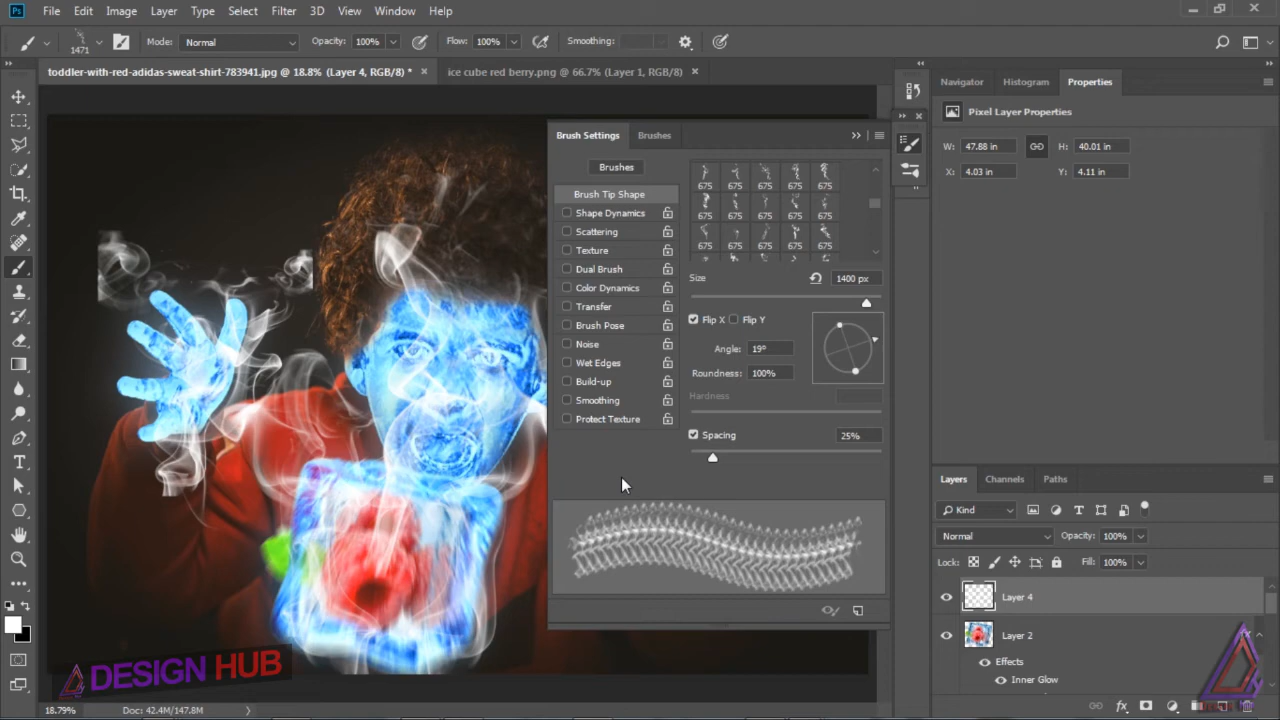 Ps File Edit Image Layer Type Select Filter 3D View Window Help
1471 Mode: Normal Opacity: 100% Flow: 100% Smoothing:
toddler-with-red-adidas-sweat-shirt-783941.jpg @ 18.8% (Layer 4, RGB/8) * ice cube red berry.png @ 66.7% (Layer 1, RGB/8)
Navigator Histogram Properties
Pixel Layer Properties
W: 47.88 in H: 40.01 in
X: 4.03 in Y: 4.11 in
Brush Settings Brushes
Brushes
Brush Tip Shape
Shape Dynamics
Scattering
Texture
Dual Brush
Color Dynamics
Transfer
Brush Pose
Noise
Wet Edges
Build-up
Smoothing
Protect Texture
675 675 675 675 675
675 675 675 675 675
675 675 675 675 675
Size 1400 px
Flip X Flip Y
Angle: 19º
Roundness: 100%
Hardness
Spacing 25%
Layers Channels Paths
Kind
Normal Opacity: 100%
Lock: Fill: 100%
Layer 4
Layer 2
Effects
Inner Glow
DESIGN HUB
18.79% Doc: 42.4M/147.8M